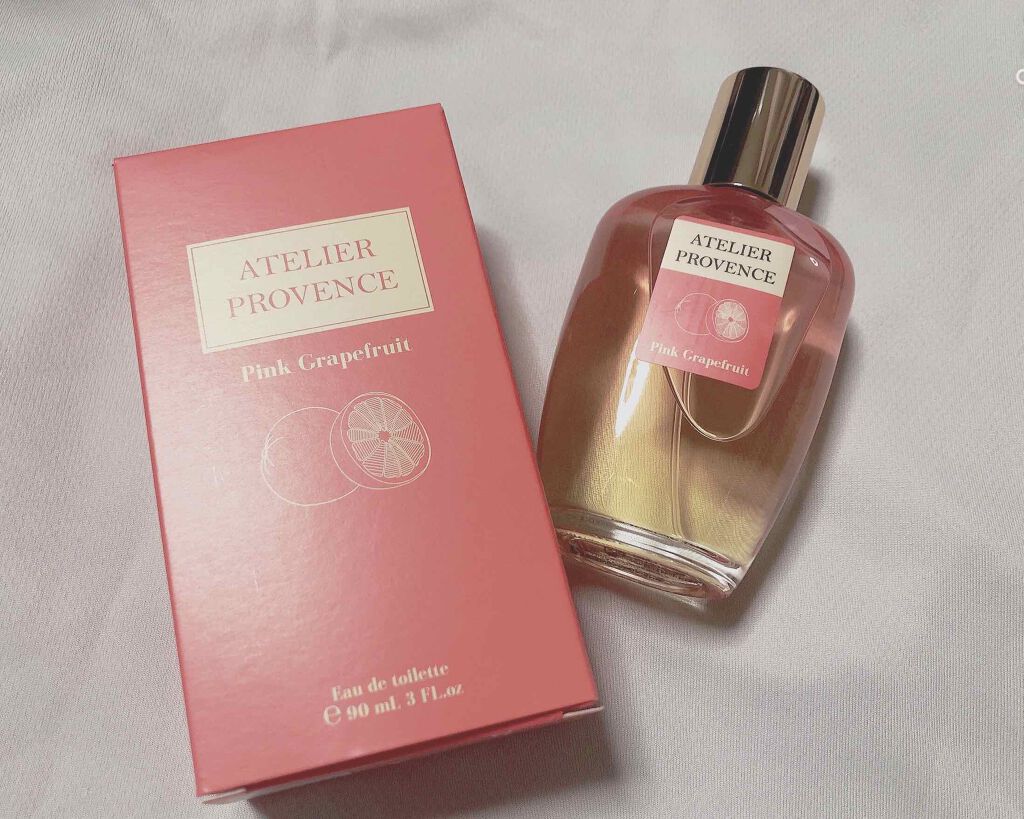 ATELIER
PROVENCE
Pink Grapefruit
Eau de toilette
℮ 90 ml. 3 FL.oz
ATELIER
PROVENCE
Pink Grapefruit